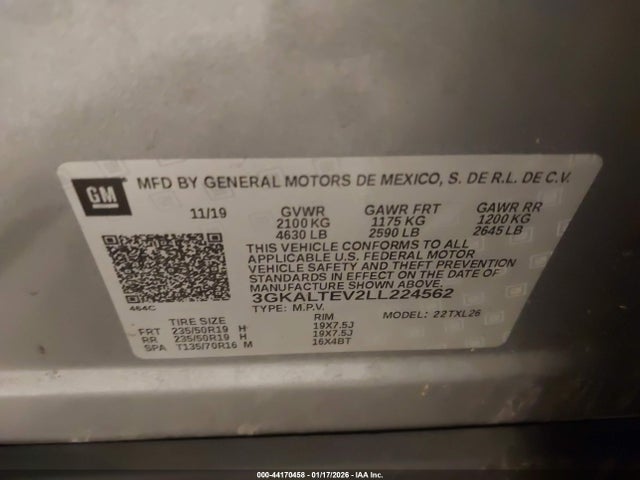 GM
MFD BY GENERAL MOTORS DE MEXICO, S. DE R.L. DE C.V.
11/19 GVWR GAWR FRT GAWR RR
2100 KG 1175 KG 1200 KG
4630 LB 2590 LB 2645 LB
THIS VEHICLE CONFORMS TO ALL
APPLICABLE U.S. FEDERAL MOTOR
VEHICLE SAFETY AND THEFT PREVENTION
STANDARDS IN EFFECT ON THE DATE OF
MANUFACTURE SHOWN ABOVE.
3GKALTEV2LL224562
464C TYPE: M.P.V. MODEL: 22TXL26
TIRE SIZE RIM
FRT 235/50R19 H 19X7.5J
RR 235/50R19 H 19X7.5J
SPA T135/70R16 M 16X4BT
000-44170458 - 01/17/2026 - IAA Inc.